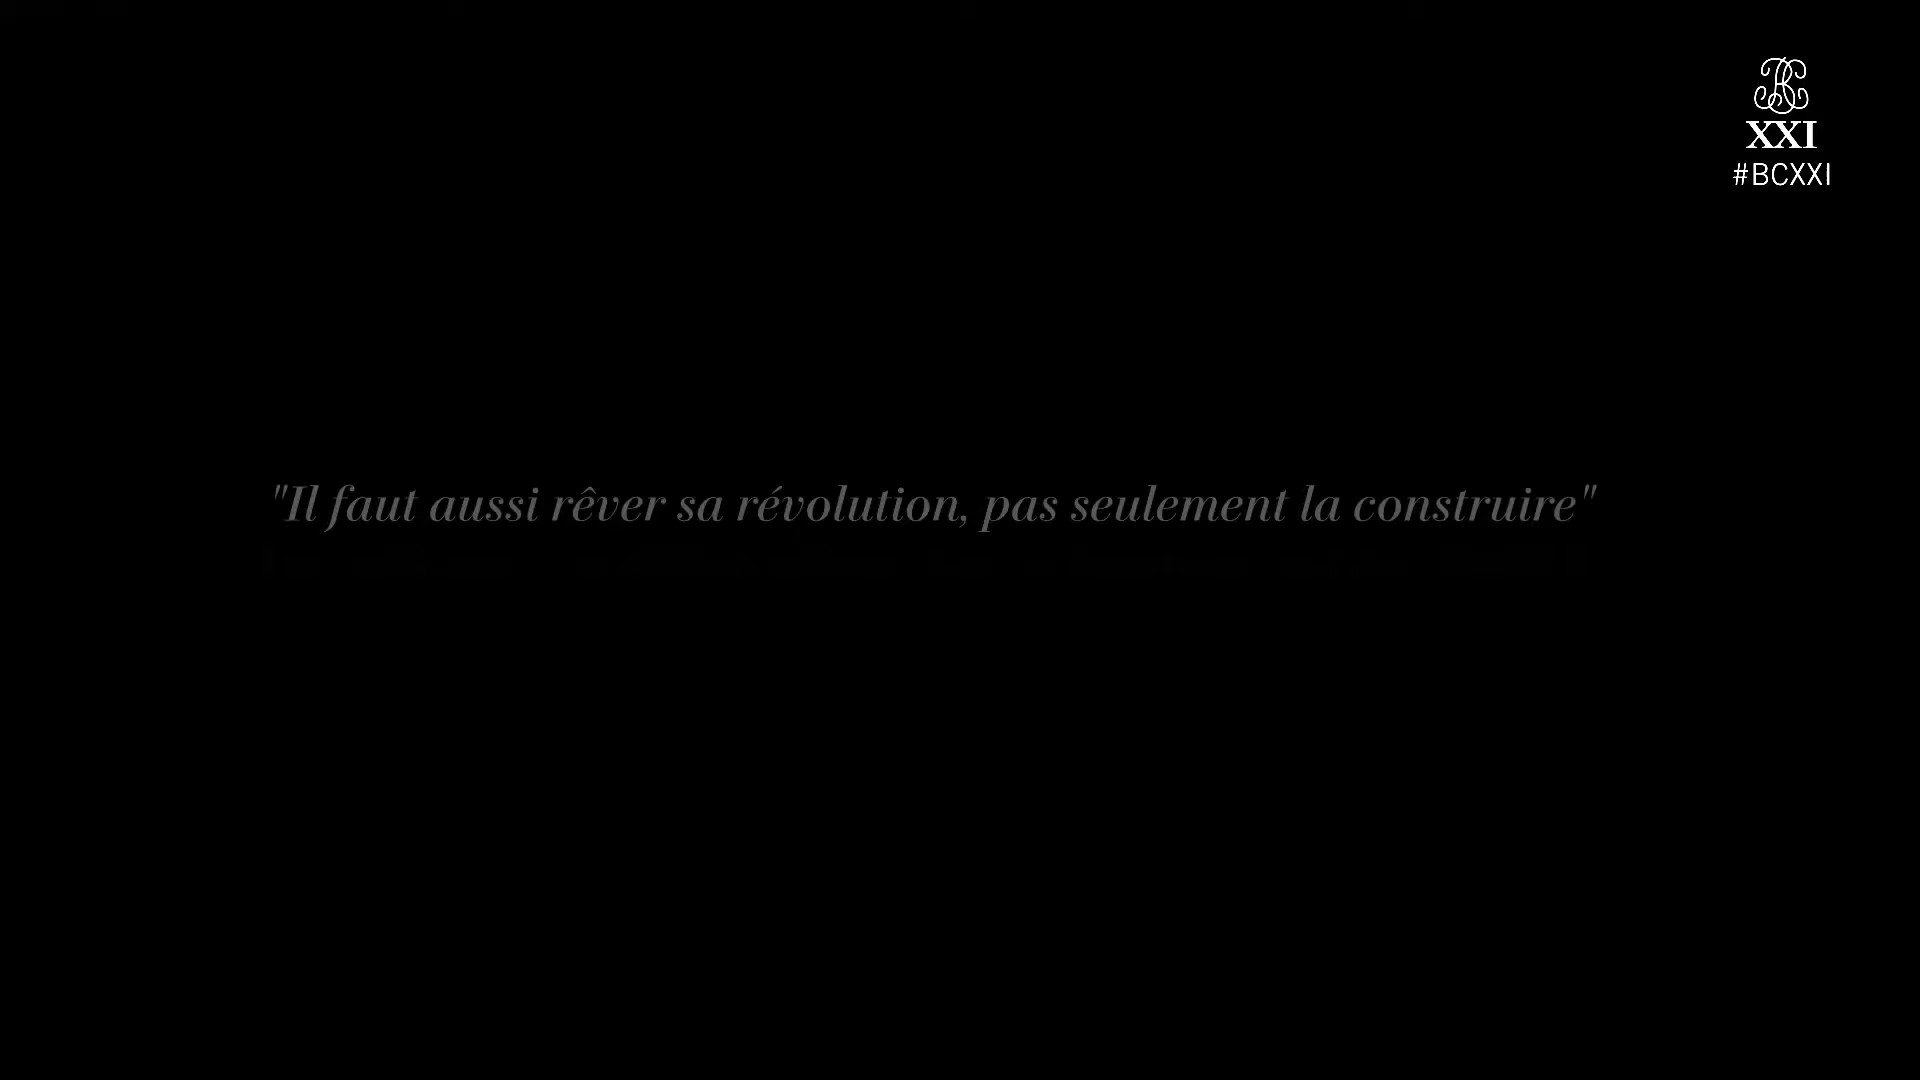 XXI
#BCXXI
"Il faut aussi rêver sa révolution, pas seulement la construire"